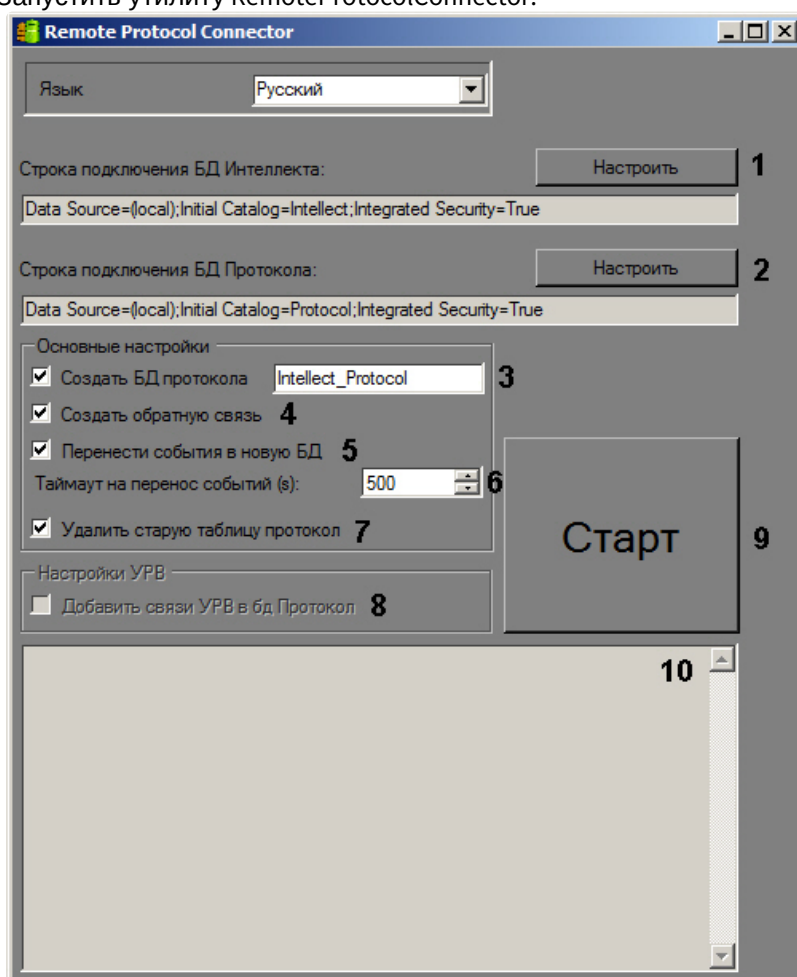 Запустить утилиту RemoteProtocolConnector.
Remote Protocol Connector
Язык Русский
Строка подключения БД Интеллекта: Настроить 1
Data Source=(local);Initial Catalog=Intellect;Integrated Security=True
Строка подключения БД Протокола: Настроить 2
Data Source=(local);Initial Catalog=Protocol;Integrated Security=True
Основные настройки
Создать БД протокола Intellect_Protocol 3
Создать обратную связь 4
Перенести события в новую БД 5
Таймаут на перенос событий (s): 500 6
Удалить старую таблицу протокол 7
Старт 9
Настройки УРВ
Добавить связи УРВ в бд Протокол 8
10